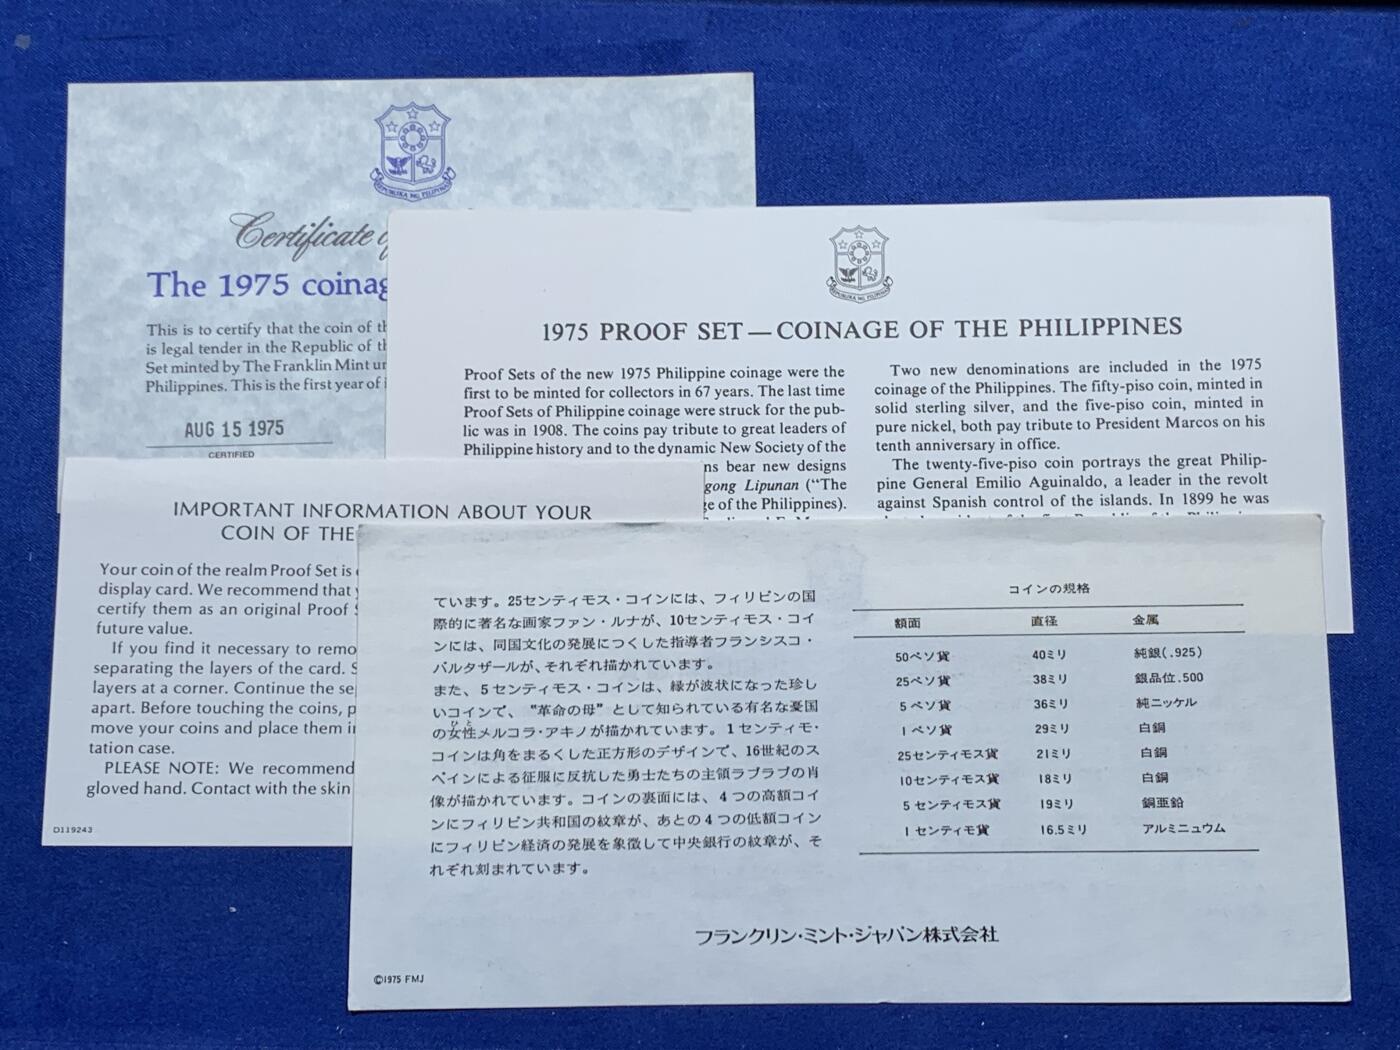 REPUBLIKA NG PILIPINAS
Certificate
The 1975 coinag
This is to certify that the coin of th
is legal tender in the Republic of th
Set minted by The Franklin Mint un
Philippines. This is the first year of i
AUG 15 1975
CERTIFIED
REPUBLIKA NG PILIPINAS
1975 PROOF SET — COINAGE OF THE PHILIPPINES
Proof Sets of the new 1975 Philippine coinage were the
first to be minted for collectors in 67 years. The last time
Proof Sets of Philippine coinage were struck for the pub-
lic was in 1908. The coins pay tribute to great leaders of
Philippine history and to the dynamic New Society of the
ns bear new designs
gong Lipunan ("The
ge of the Philippines).
Two new denominations are included in the 1975
coinage of the Philippines. The fifty-piso coin, minted in
solid sterling silver, and the five-piso coin, minted in
pure nickel, both pay tribute to President Marcos on his
tenth anniversary in office.
The twenty-five-piso coin portrays the great Philip-
pine General Emilio Aguinaldo, a leader in the revolt
against Spanish control of the islands. In 1899 he was
IMPORTANT INFORMATION ABOUT YOUR
COIN OF THE
Your coin of the realm Proof Set is
display card. We recommend that
certify them as an original Proof
future value.
If you find it necessary to remo
separating the layers of the card. S
layers at a corner. Continue the se
apart. Before touching the coins, p
move your coins and place them i
tation case.
PLEASE NOTE: We recommend
gloved hand. Contact with the skin
D119243
ています。25センティモス・コインには、フィリピンの国
際的に著名な画家ファン・ルナが、10センティモス・コイ
ンには、同国文化の発展につくした指導者フランシスコ・
バルタザールが、それぞれ描かれています。
また、5センティモス・コインは、縁が波状になった珍し
いコインで、"革命の母"として知られている有名な憂国
の女性メルコラ・アキノが描かれています。1センティモ・
コインは角をまるくした正方形のデザインで、16世紀のス
ペインによる征服に反抗した勇士たちの主領ラプラプの肖
像が描かれています。コインの裏面には、4つの高額コイ
ンにフィリピン共和国の紋章が、あとの4つの低額コイン
にフィリピン経済の発展を象徴して中央銀行の紋章が、そ
れぞれ刻まれています。
コインの規格
額面 直径 金属
50ペソ貨 40ミリ 純銀(.925)
25ペソ貨 38ミリ 銀品位.500
5ペソ貨 36ミリ 純ニッケル
1ペソ貨 29ミリ 白銅
25センティモス貨 21ミリ 白銅
10センティモス貨 18ミリ 白銅
5センティモス貨 19ミリ 銅亜鉛
1センティモ貨 16.5ミリ アルミニュウム
フランクリン・ミント・ジャパン株式会社
©1975 FMJ